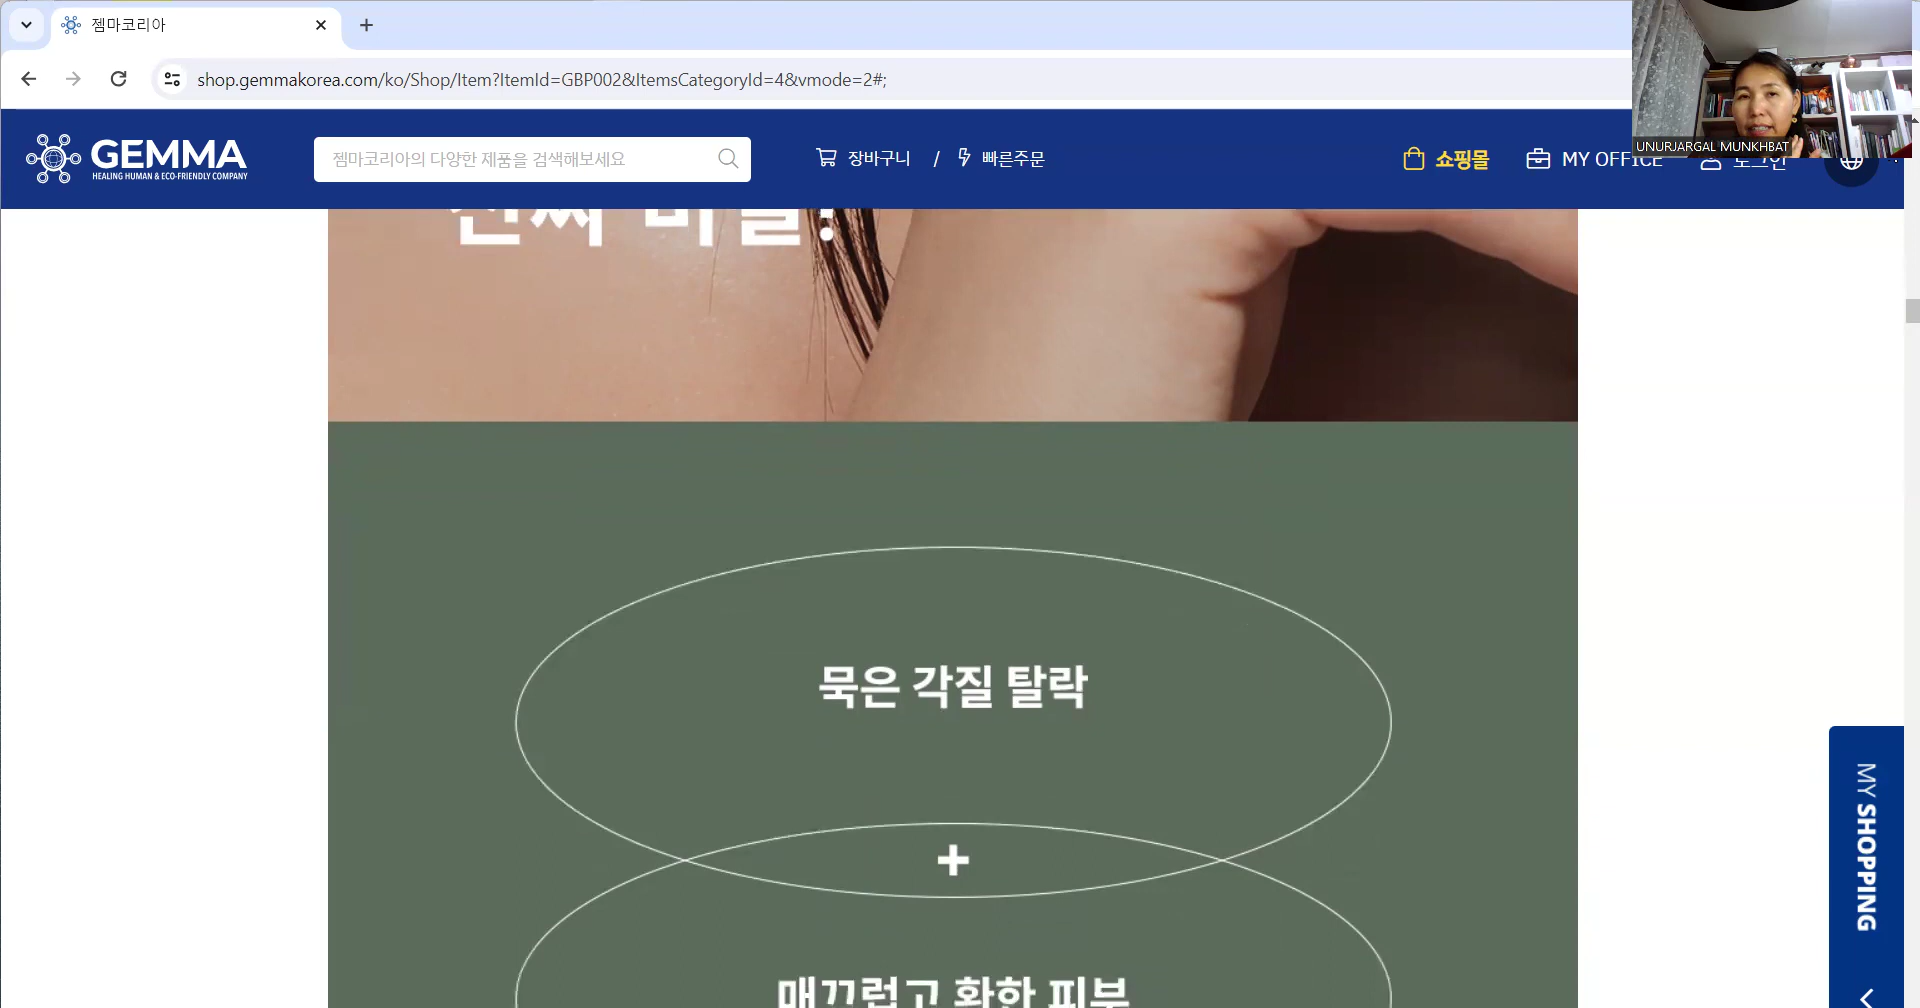 젬마코리아
shop.gemmakorea.com/ko/Shop/Item?ItemId=GBP002&ItemsCategoryId=4&vmode=2#;
UNURJARGAL MUNKHBAT
GEMMA
HEALING HUMAN & ECO-FRIENDLY COMPANY
젬마코리아의 다양한 제품을 검색해보세요
장바구니 / 빠른주문
쇼핑몰
MY OFFICE
로그인
묵은 각질 탈락
+
매끄럽고 환한 피부
MY SHOPPING